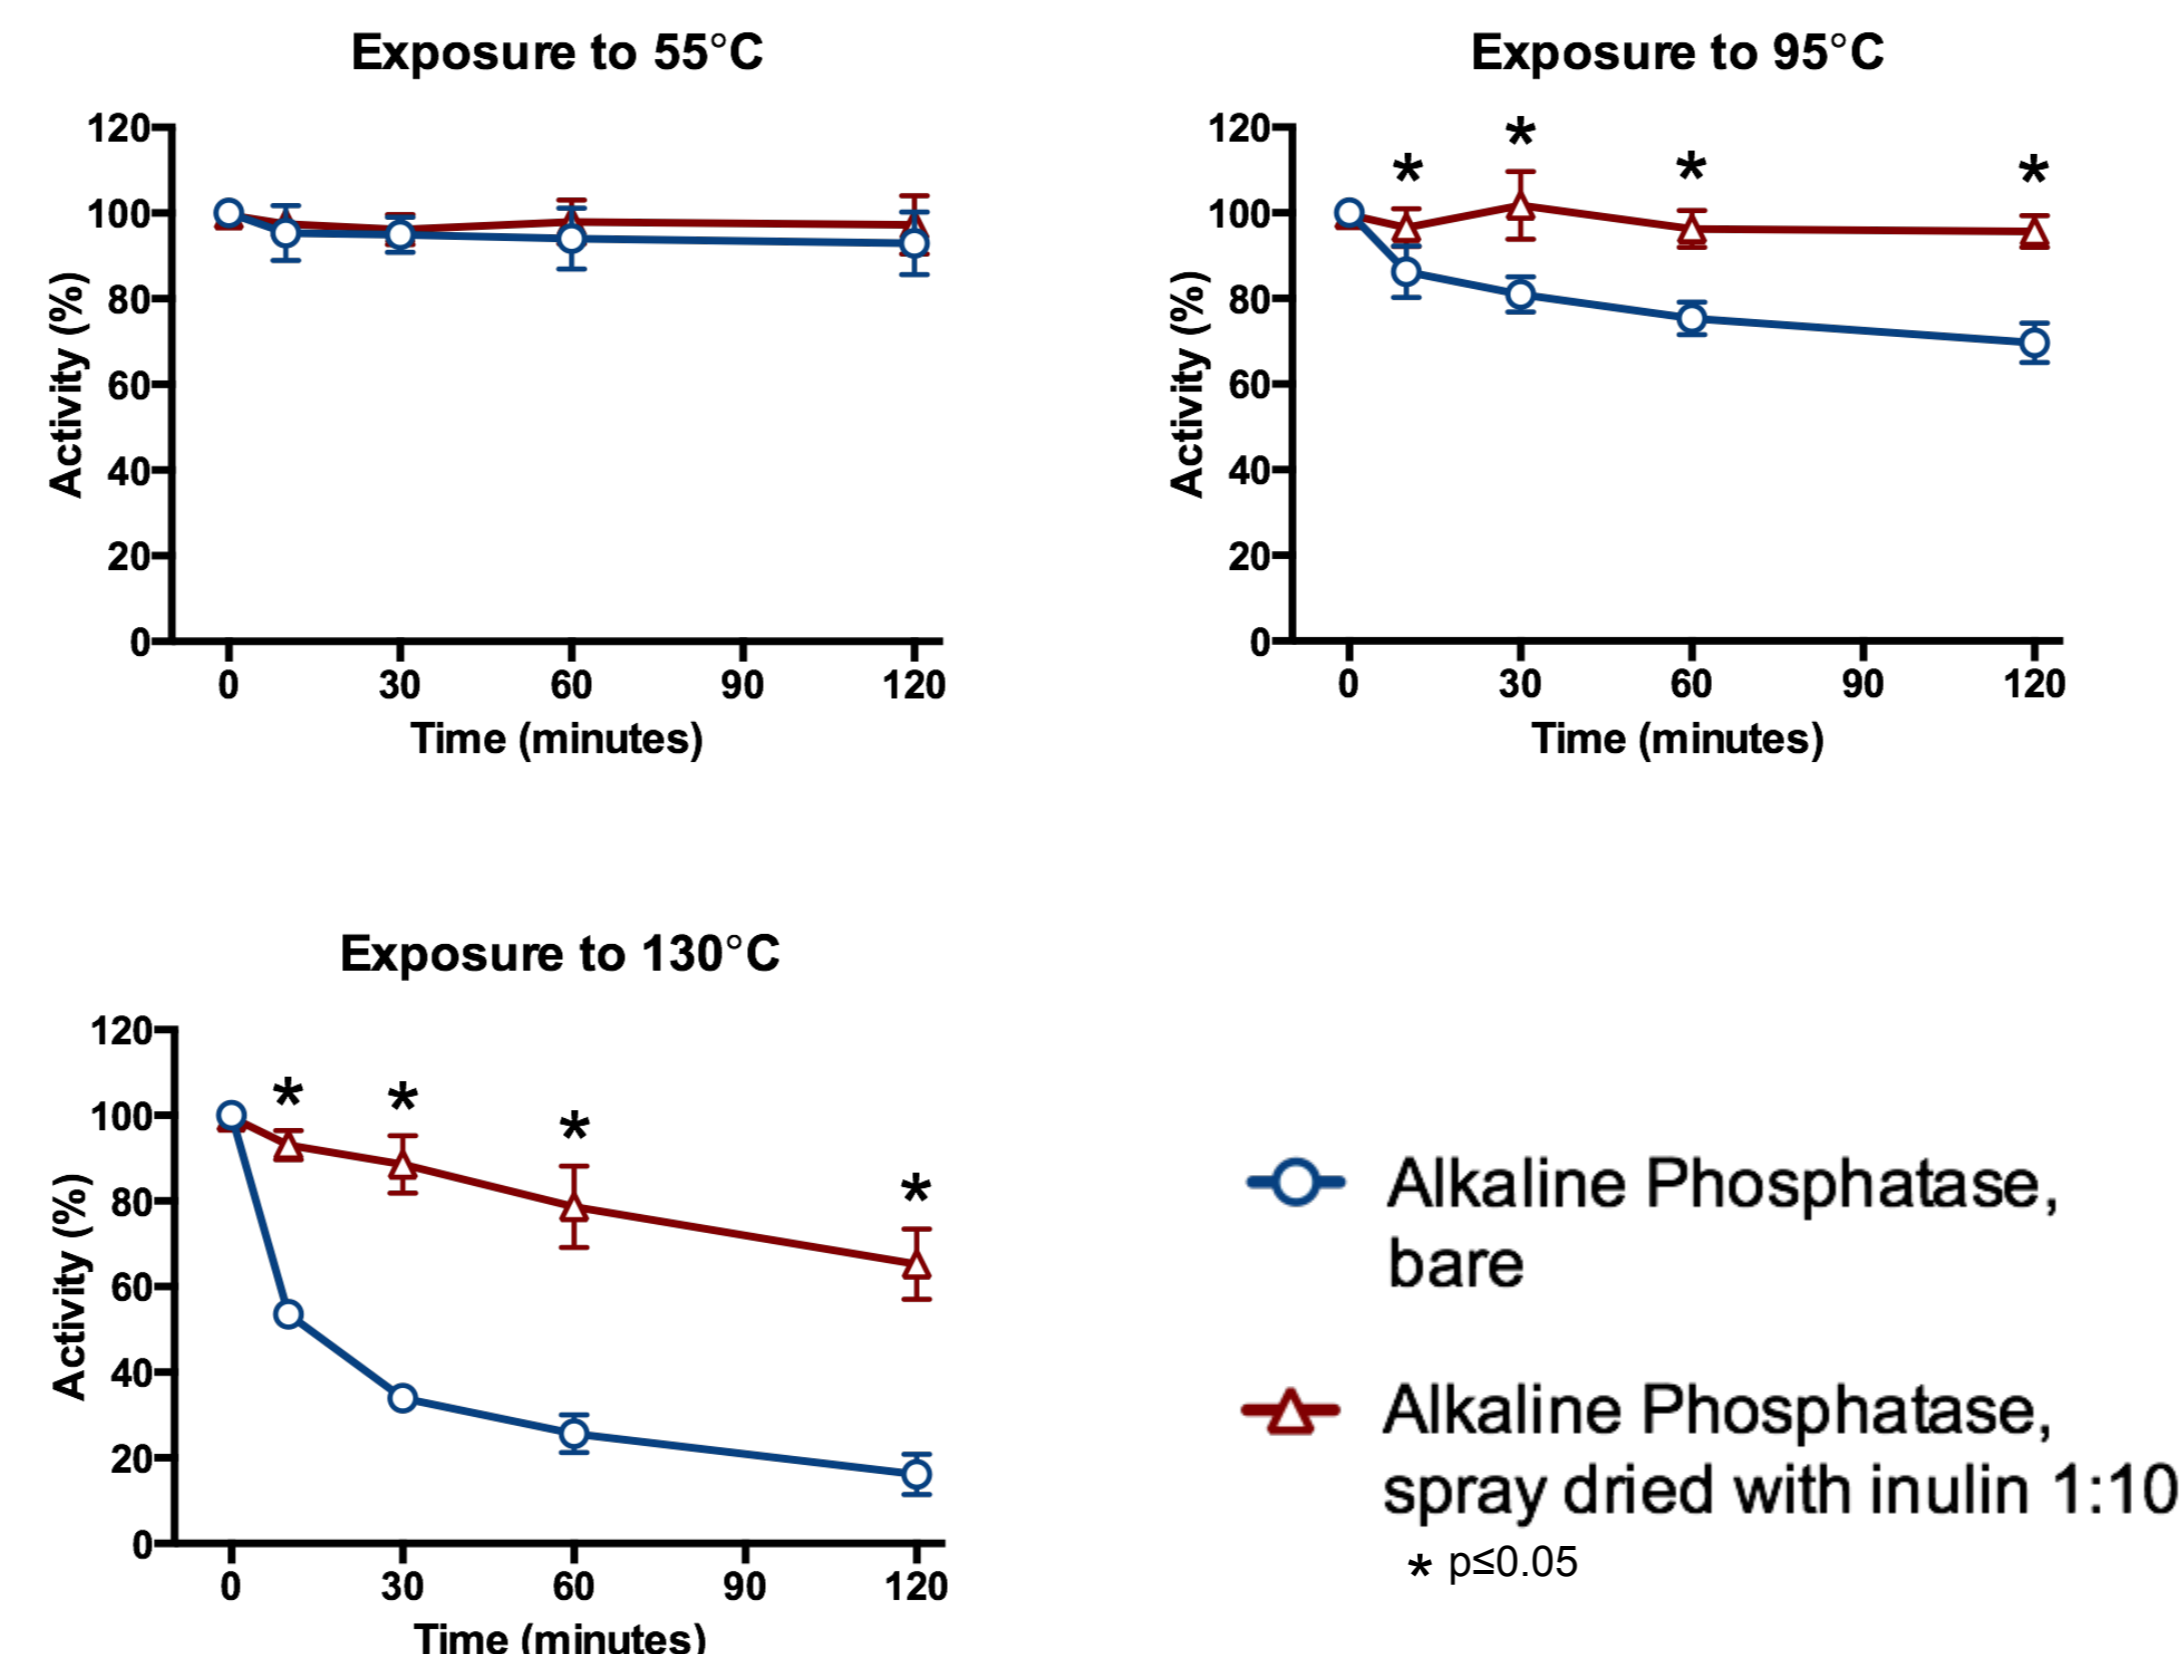 Exposure to 55°C
120
100
80
60
40
20
0
Activity (%)
0 30 60 90 120
Time (minutes)
Exposure to 95°C
* * * *
120
100
80
60
40
20
0
Activity (%)
0 30 60 90 120
Time (minutes)
Exposure to 130°C
* * * *
120
100
80
60
40
20
0
Activity (%)
0 30 60 90 120
Time (minutes)
Alkaline Phosphatase,
bare
Alkaline Phosphatase,
spray dried with inulin 1:10
* p≤0.05